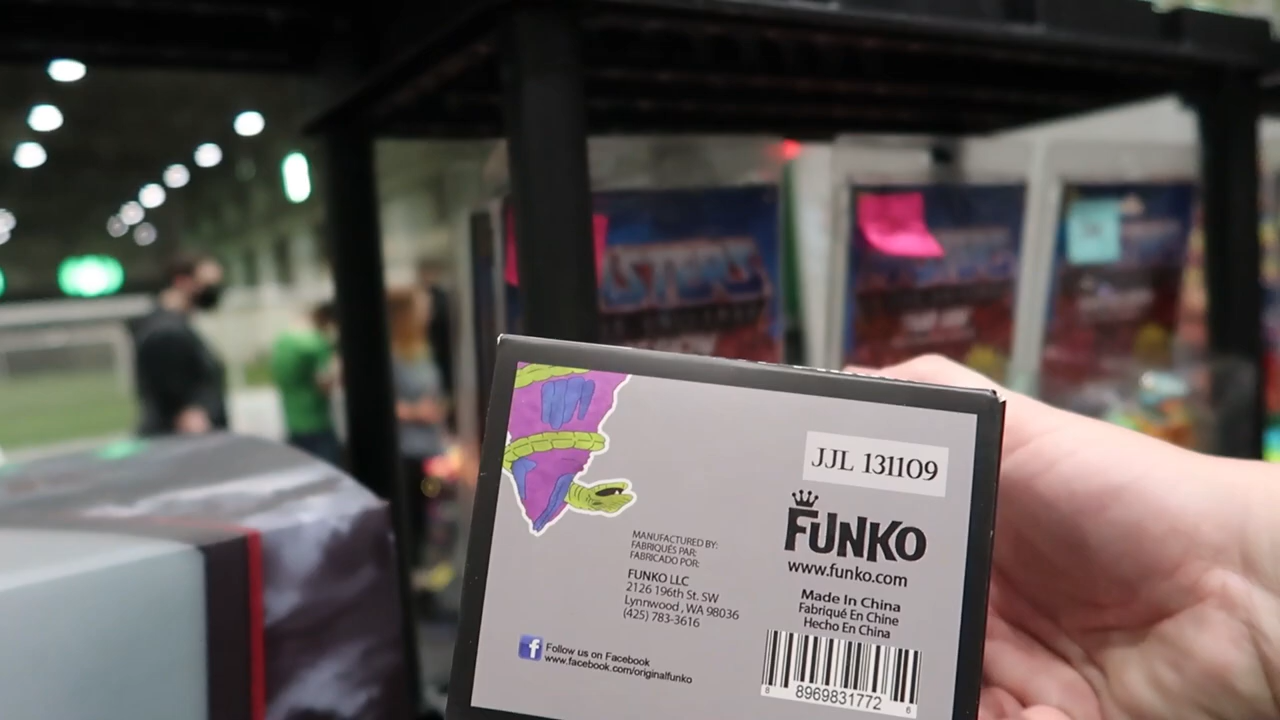 JJL 131109
FUNKO
www.funko.com
MANUFACTURED BY:
FABRIQUÉS PAR:
FABRICADO POR:
FUNKO LLC
2126 196th St. SW
Lynnwood, WA 98036
(425) 783-3616
Made In China
Fabriqué En Chine
Hecho En China
Follow us on Facebook
www.facebook.com/originalfunko
8 8969831772 6